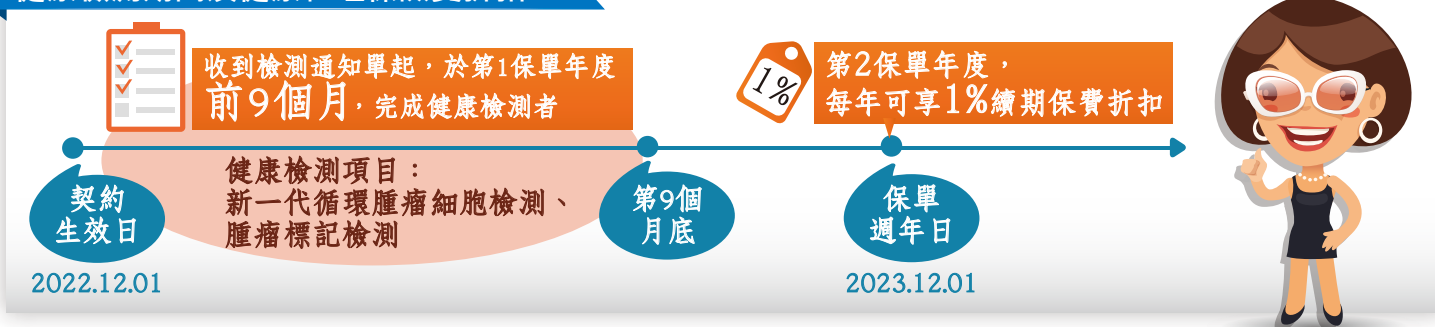 收到檢測通知單起，於第1保單年度
前9個月，完成健康檢測者
1%
第2保單年度，
每年可享1%續期保費折扣
健康檢測項目：
新一代循環腫瘤細胞檢測、
腫瘤標記檢測
契約
生效日
第9個
月底
保單
週年日
2022.12.01
2023.12.01